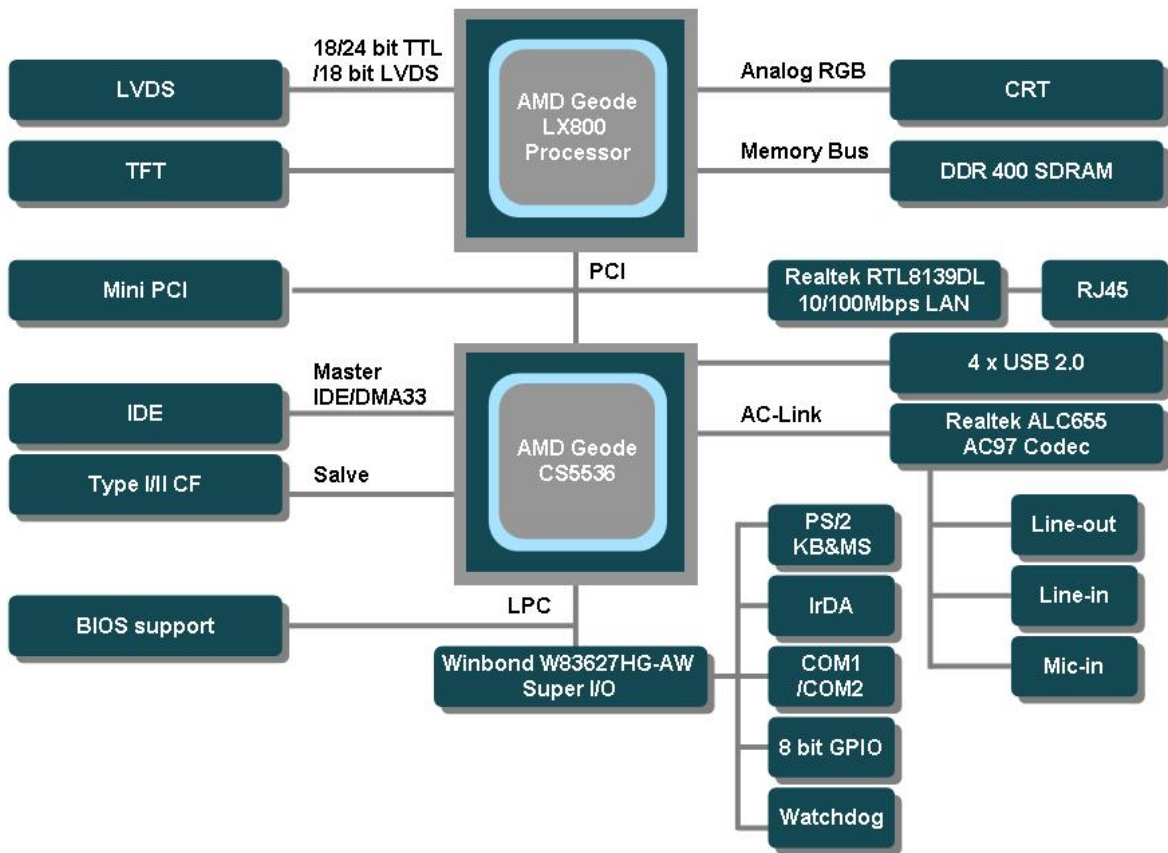 18/24 bit TTL
/18 bit LVDS
LVDS
TFT
AMD Geode
LX800
Processor
Analog RGB
CRT
Memory Bus
DDR 400 SDRAM
Mini PCI
PCI
Realtek RTL8139DL
10/100Mbps LAN
RJ45
Master
IDE/DMA33
IDE
Type I/II CF
Salve
AMD Geode
CS5536
4 x USB 2.0
AC-Link
Realtek ALC655
AC97 Codec
Line-out
Line-in
Mic-in
LPC
BIOS support
Winbond W83627HG-AW
Super I/O
PS/2
KB&MS
IrDA
COM1
/COM2
8 bit GPIO
Watchdog